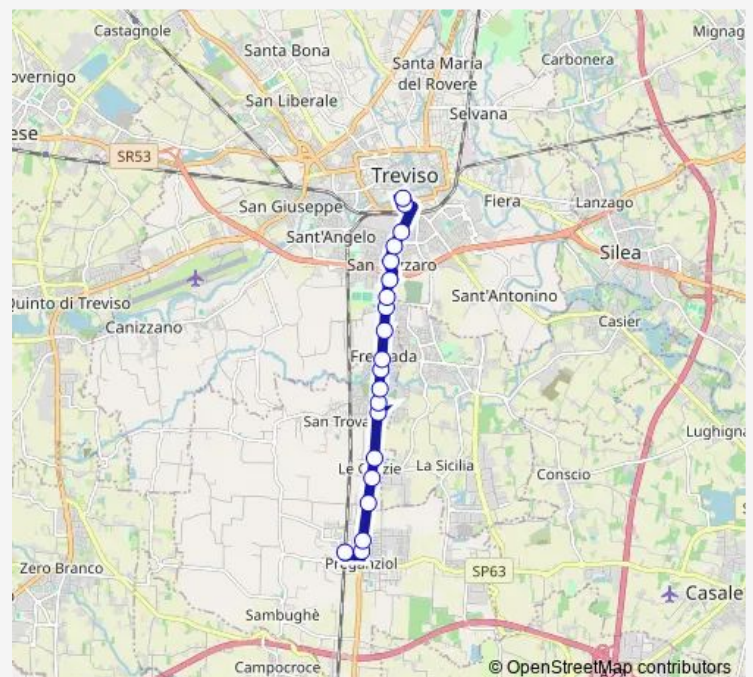 Castagnole
Mignag
Santa Bona
Santa Maria
del Rovere
Carbonera
overnigo
San Liberale
Selvana
ese
SR53
Treviso
San Giuseppe
Fiera
Lanzago
Sant'Angelo
Silea
Sant'Antonino
Quinto di Treviso
Canizzano
Casier
San Trova
Lughigna
La Sicilia
Conscio
Zero Branco
Preganziol
SP63
Casale
Sambughè
Campocroce
© OpenStreetMap contributors